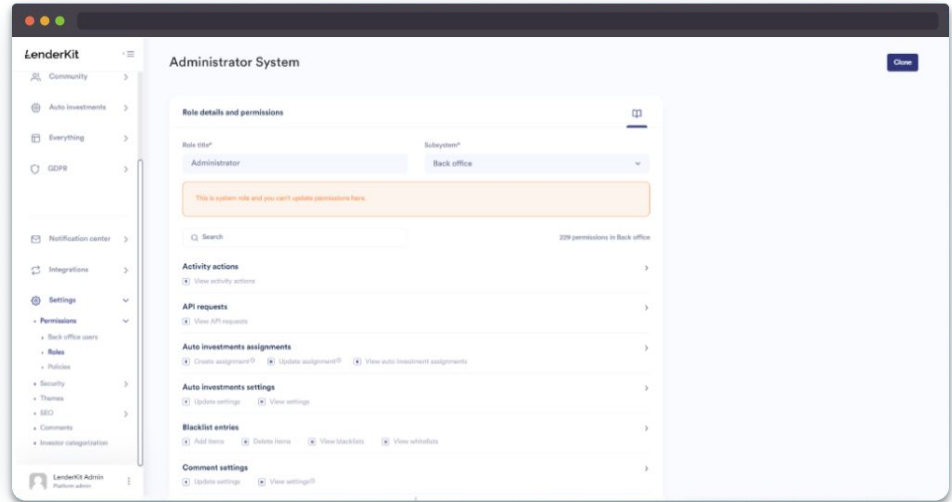 LenderKit
Community
Auto investments
Everything
GDPR
Notification center
Integrations
Settings
Permissions
Back office users
Roles
Policies
Security
Themes
SEO
Comments
Investor categorization
LenderKit Admin
Platform admin
Administrator System
Clone
Role details and permissions
Role title* Subsystem*
Administrator Back office
This is system role and you can't update permissions here.
Search 229 permissions in Back office
Activity actions
View activity actions
API requests
View API requests
Auto investments assignments
Create assignment Update assignment View auto investment assignments
Auto investments settings
Update settings View settings
Blacklist entries
Add items Delete items View blacklists View whitelists
Comment settings
Update settings View settings